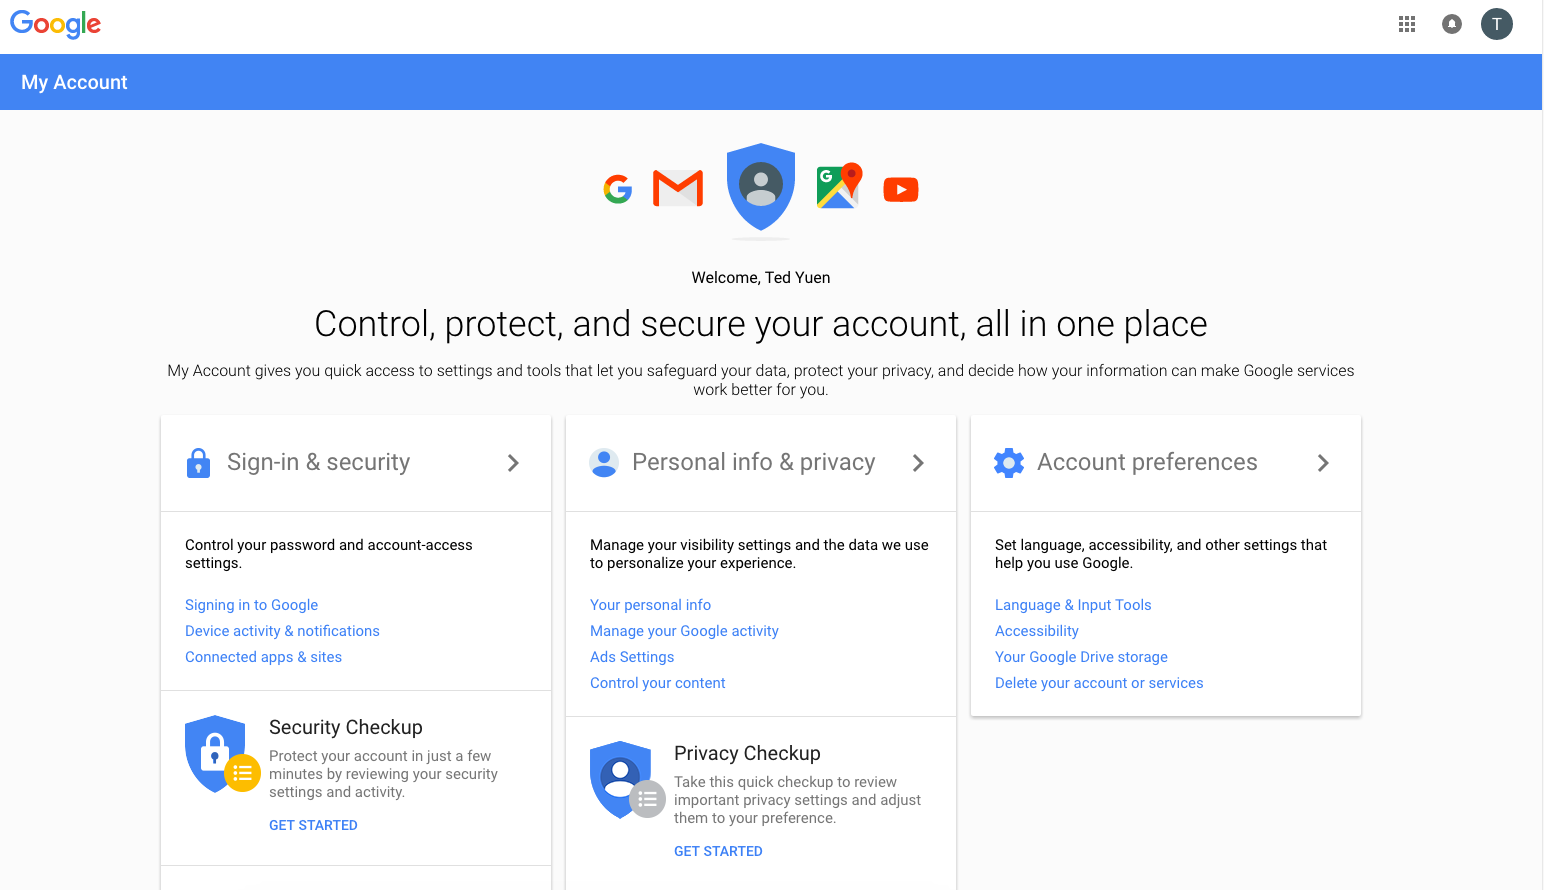 Google
T
My Account
G
Welcome, Ted Yuen
Control, protect, and secure your account, all in one place
My Account gives you quick access to settings and tools that let you safeguard your data, protect your privacy, and decide how your information can make Google services
work better for you.
Sign-in & security
Control your password and account-access
settings.
Signing in to Google
Device activity & notifications
Connected apps & sites
Security Checkup
Protect your account in just a few
minutes by reviewing your security
settings and activity.
GET STARTED
Personal info & privacy
Manage your visibility settings and the data we use
to personalize your experience.
Your personal info
Manage your Google activity
Ads Settings
Control your content
Privacy Checkup
Take this quick checkup to review
important privacy settings and adjust
them to your preference.
GET STARTED
Account preferences
Set language, accessibility, and other settings that
help you use Google.
Language & Input Tools
Accessibility
Your Google Drive storage
Delete your account or services